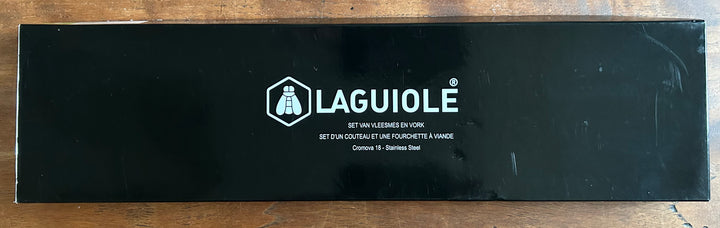 LAGUIOLE®
SET VAN VLEESMES EN VORK
SET D'UN COUTEAU ET UNE FOURCHETTE À VIANDE
Cromova 18 - Stainless Steel